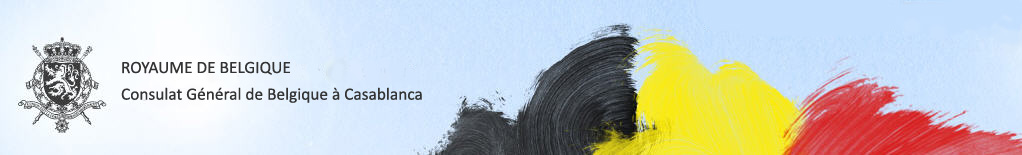 ROYAUME DE BELGIQUE
Consulat Général de Belgique à Casablanca